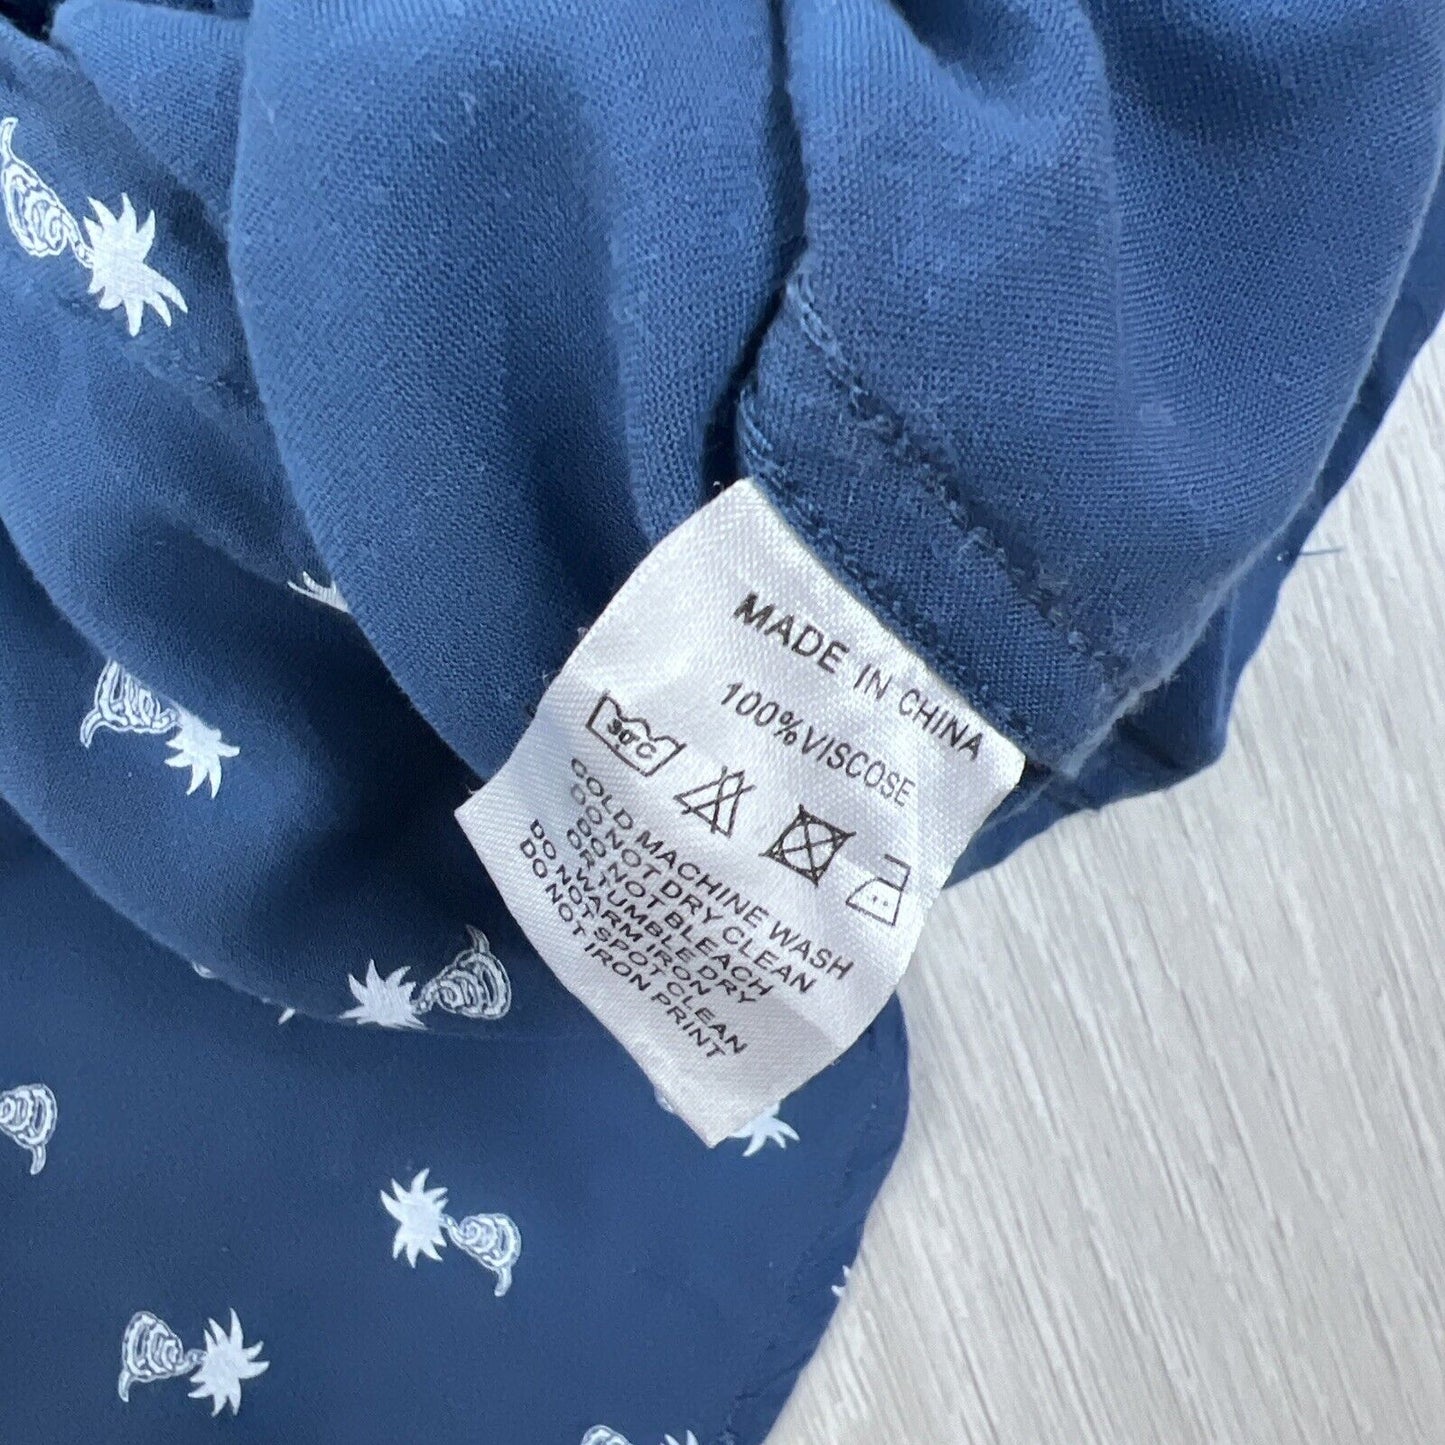 MADE IN CHINA
100%VISCOSE
30°C
COLD MACHINE WASH
DO NOT DRY CLEAN
DO NOT BLEACH
DO NOT TUMBLE DRY
WARM IRON
DO NOT SPOT CLEAN
DO NOT IRON PRINT